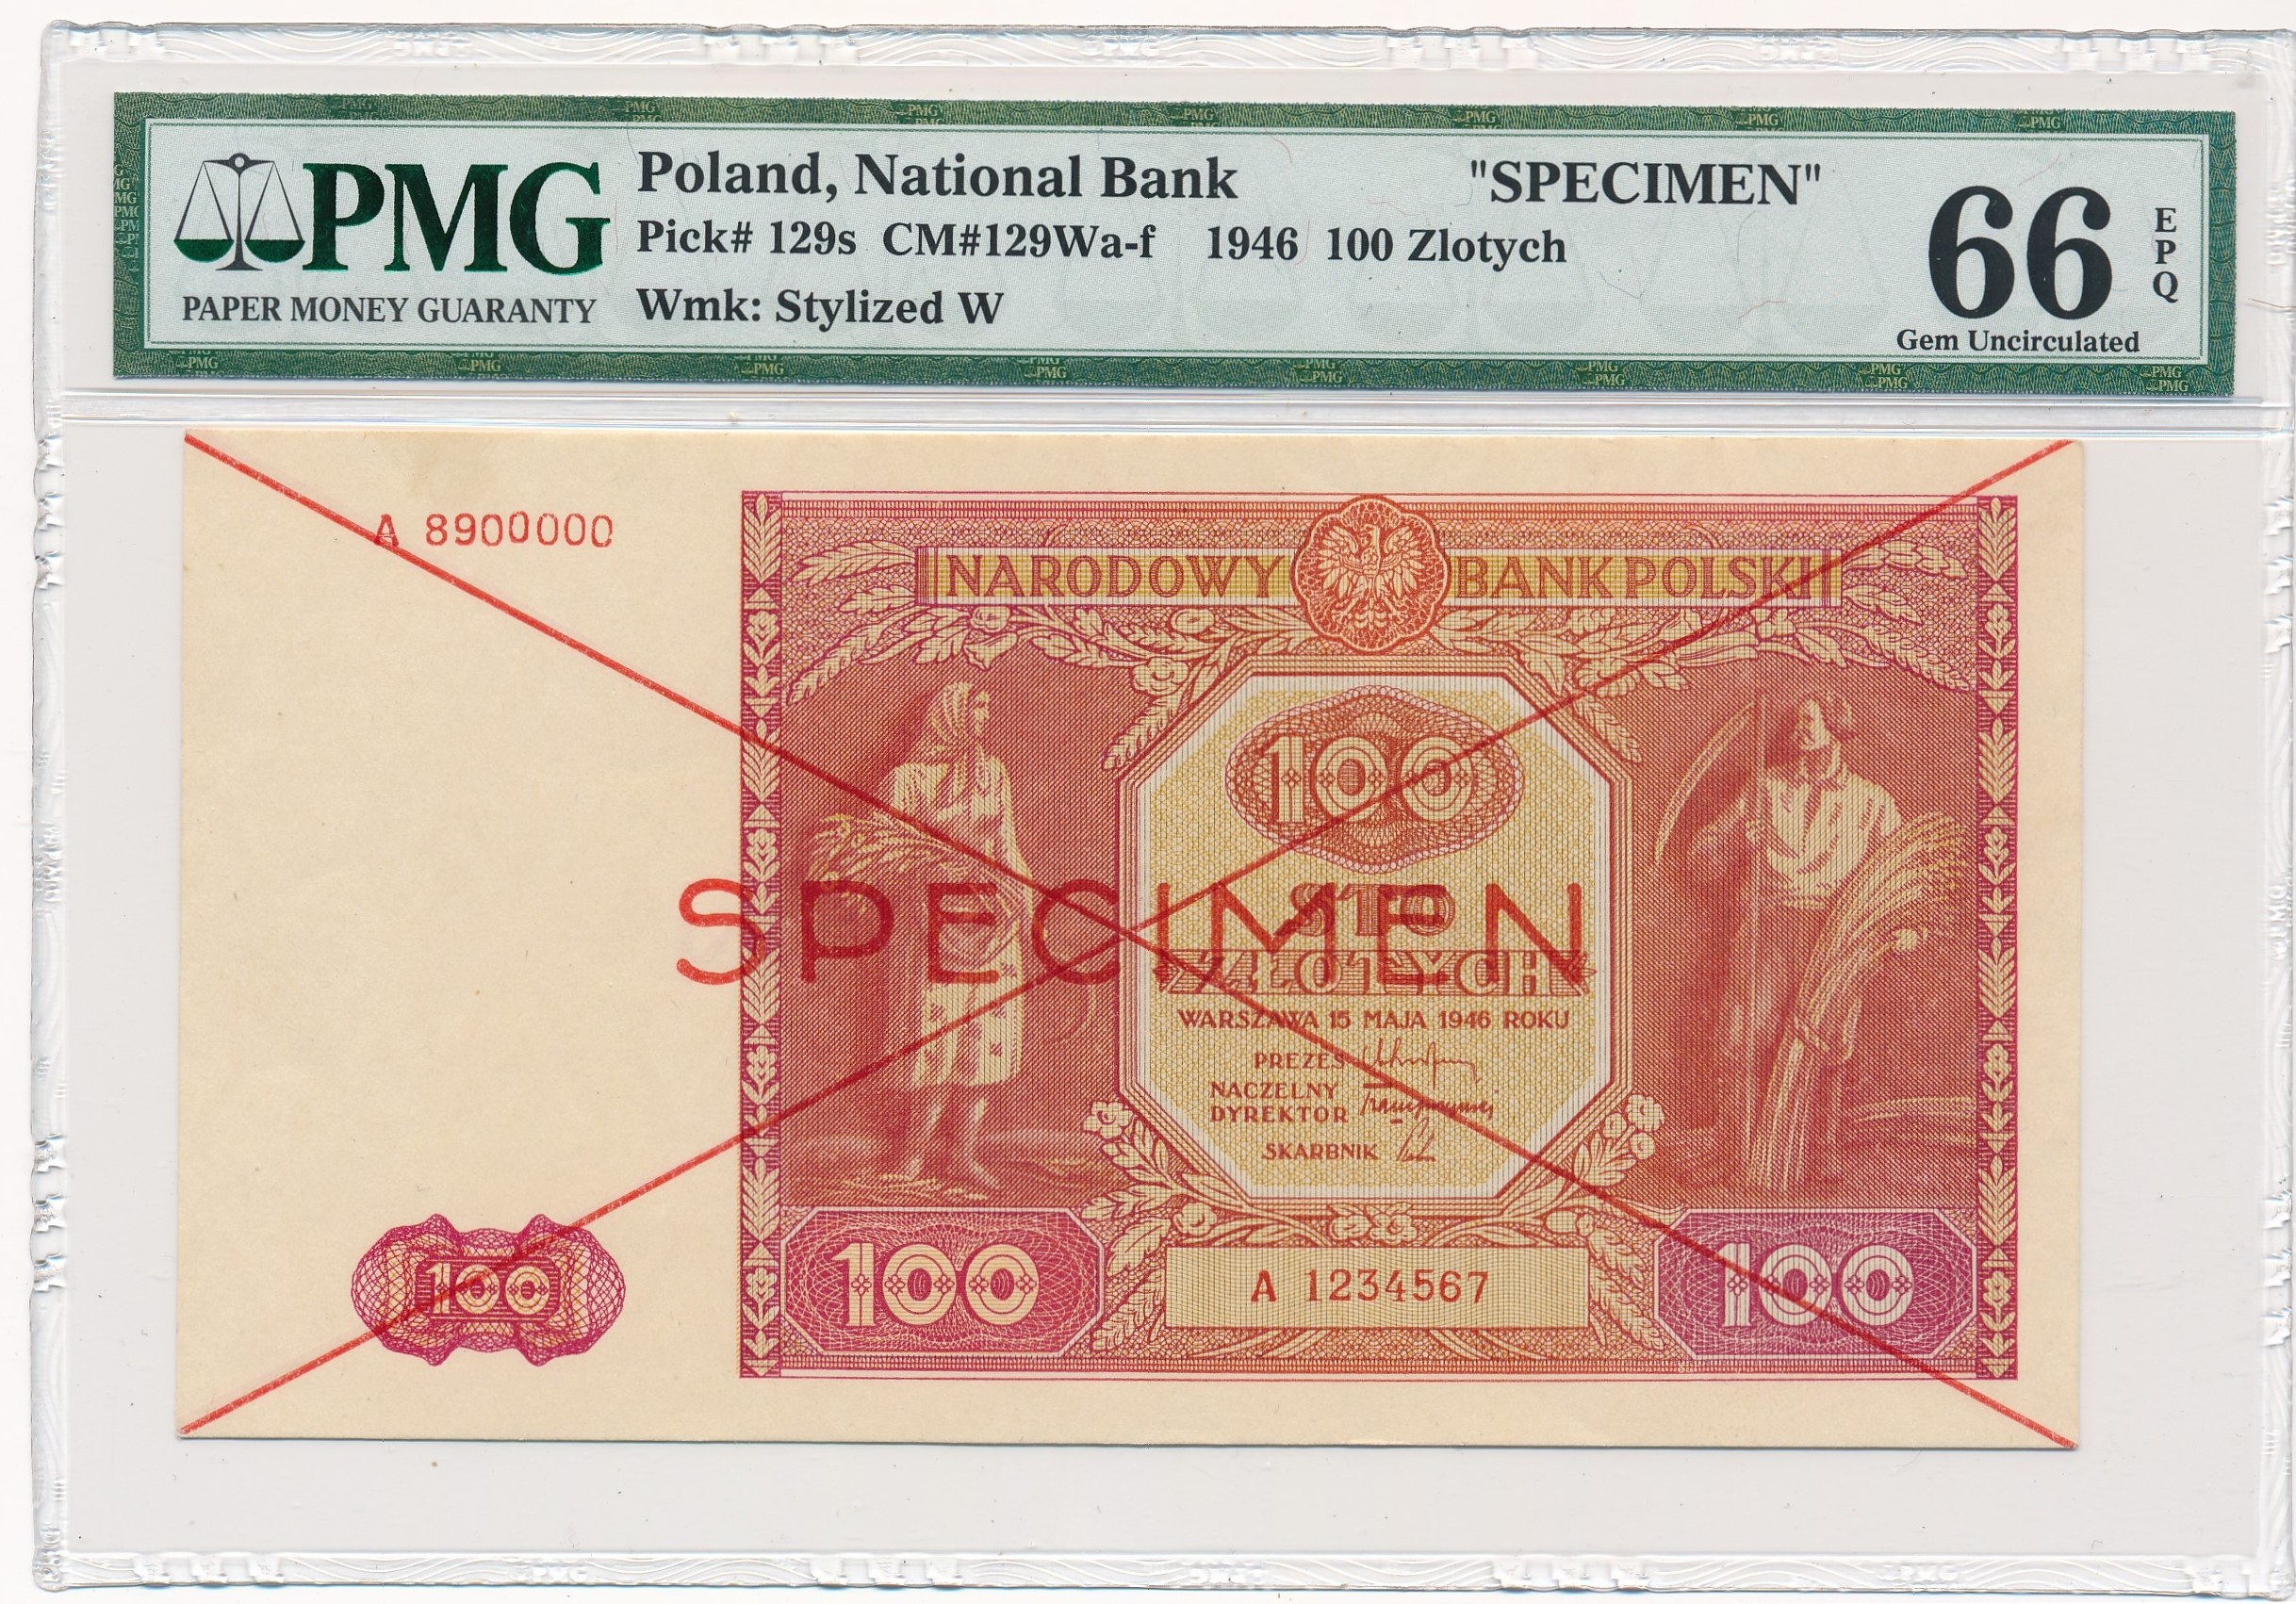 PMG
PAPER MONEY GUARANTY
Poland, National Bank "SPECIMEN"
Pick# 129s CM#129Wa-f 1946 100 Zlotych
Wmk: Stylized W
66
EPQ
Gem Uncirculated
A 8900000
NARODOWY BANK POLSKI
100
SPECIMEN
STO
ZŁOTYCH
WARSZAWA 15 MAJA 1946 ROKU
PREZES
NACZELNY
DYREKTOR
SKARBNIK
100
100
A 1234567
100